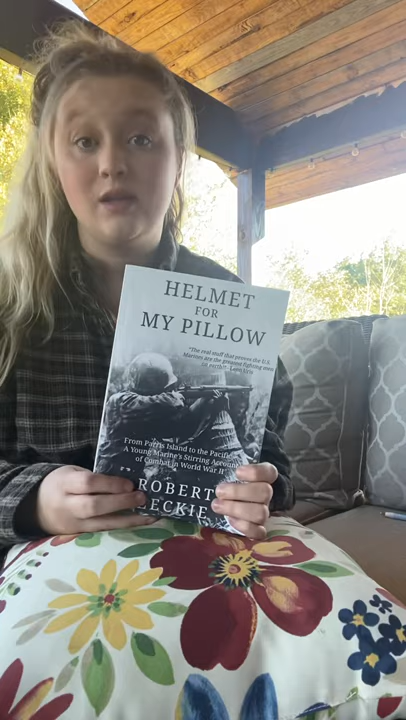 HELMET
FOR
MY PILLOW
"The real stuff that proves the U.S.
Marines are the greatest fighting men
on earth!"-Leon Uris
From Parris Island to the Pacific
A Young Marine's Stirring Account
of Combat in World War II
ROBERT
LECKIE